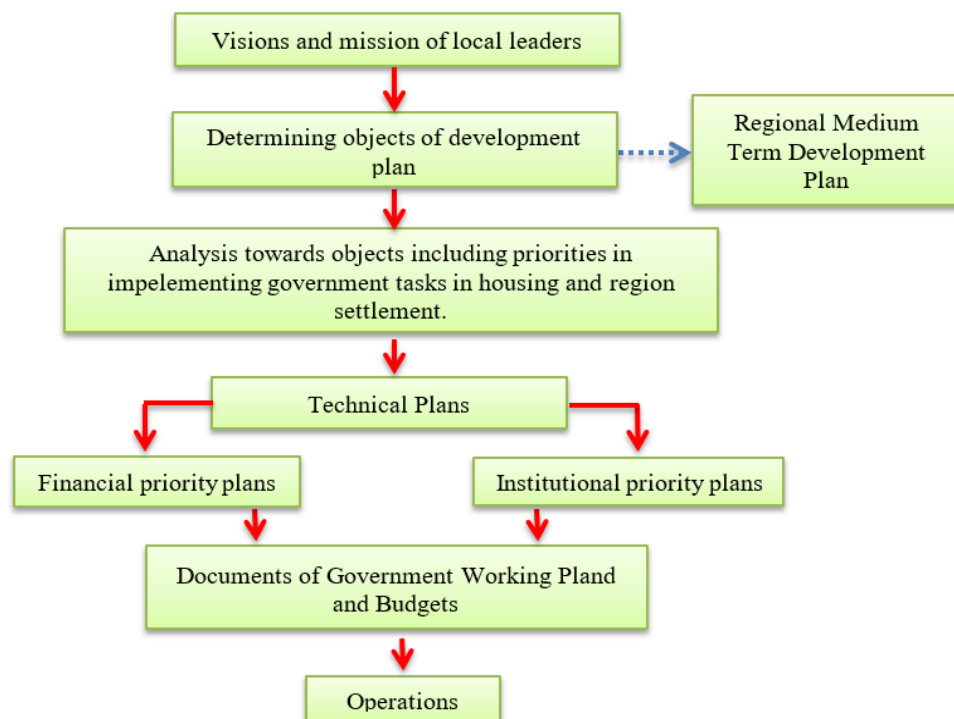 Visions and mission of local leaders
Determining objects of development
plan
Regional Medium
Term Development
Plan
Analysis towards objects including priorities in
impelementing government tasks in housing and region
settlement.
Technical Plans
Financial priority plans
Institutional priority plans
Documents of Government Working Pland
and Budgets
Operations